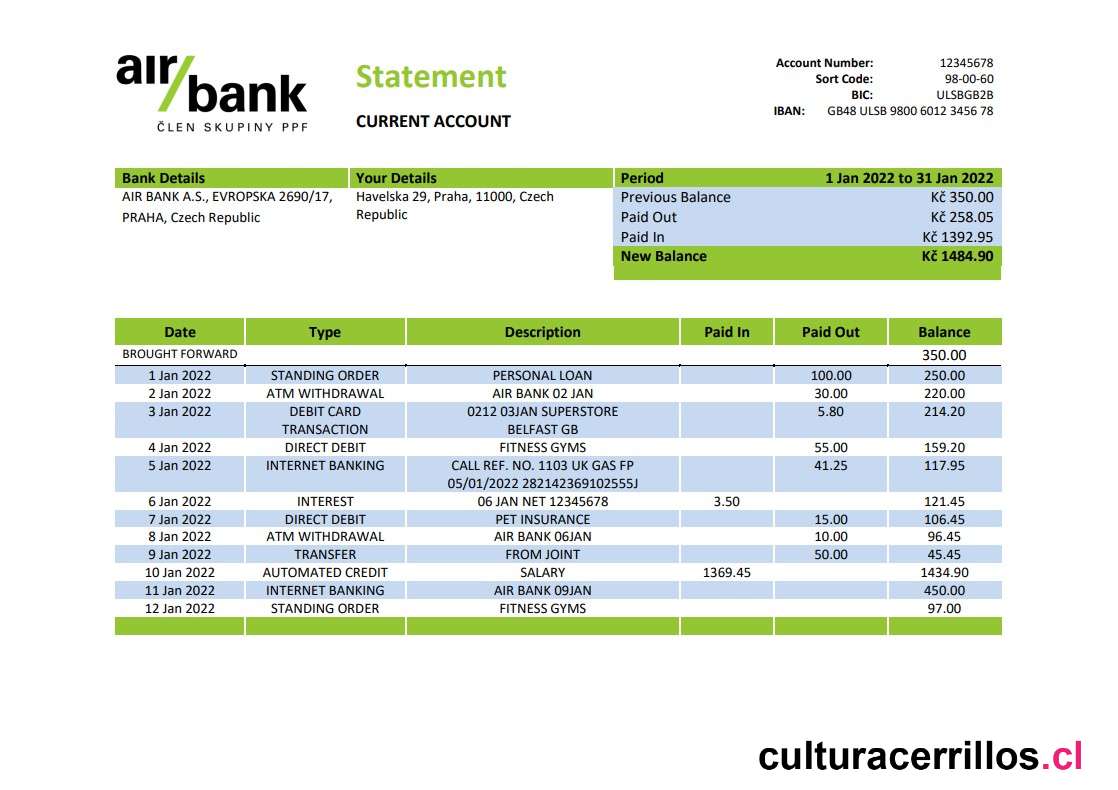 air bank
ČLEN SKUPINY PPF
Statement
CURRENT ACCOUNT
Account Number: 12345678
Sort Code: 98-00-60
BIC: ULSBGB2B
IBAN: GB48 ULSB 9800 6012 3456 78
Bank Details Your Details Period 1 Jan 2022 to 31 Jan 2022
AIR BANK A.S., EVROPSKA 2690/17,
PRAHA, Czech Republic
Havelska 29, Praha, 11000, Czech
Republic
Previous Balance Kč 350.00
Paid Out Kč 258.05
Paid In Kč 1392.95
New Balance Kč 1484.90
Date Type Description Paid In Paid Out Balance
BROUGHT FORWARD 350.00
1 Jan 2022 STANDING ORDER PERSONAL LOAN 100.00 250.00
2 Jan 2022 ATM WITHDRAWAL AIR BANK 02 JAN 30.00 220.00
3 Jan 2022 DEBIT CARD 0212 03JAN SUPERSTORE 5.80 214.20
TRANSACTION BELFAST GB
4 Jan 2022 DIRECT DEBIT FITNESS GYMS 55.00 159.20
5 Jan 2022 INTERNET BANKING CALL REF. NO. 1103 UK GAS FP 41.25 117.95
05/01/2022 282142369102555J
6 Jan 2022 INTEREST 06 JAN NET 12345678 3.50 121.45
7 Jan 2022 DIRECT DEBIT PET INSURANCE 15.00 106.45
8 Jan 2022 ATM WITHDRAWAL AIR BANK 06JAN 10.00 96.45
9 Jan 2022 TRANSFER FROM JOINT 50.00 45.45
10 Jan 2022 AUTOMATED CREDIT SALARY 1369.45 1434.90
11 Jan 2022 INTERNET BANKING AIR BANK 09JAN 450.00
12 Jan 2022 STANDING ORDER FITNESS GYMS 97.00
culturacerrillos.cl